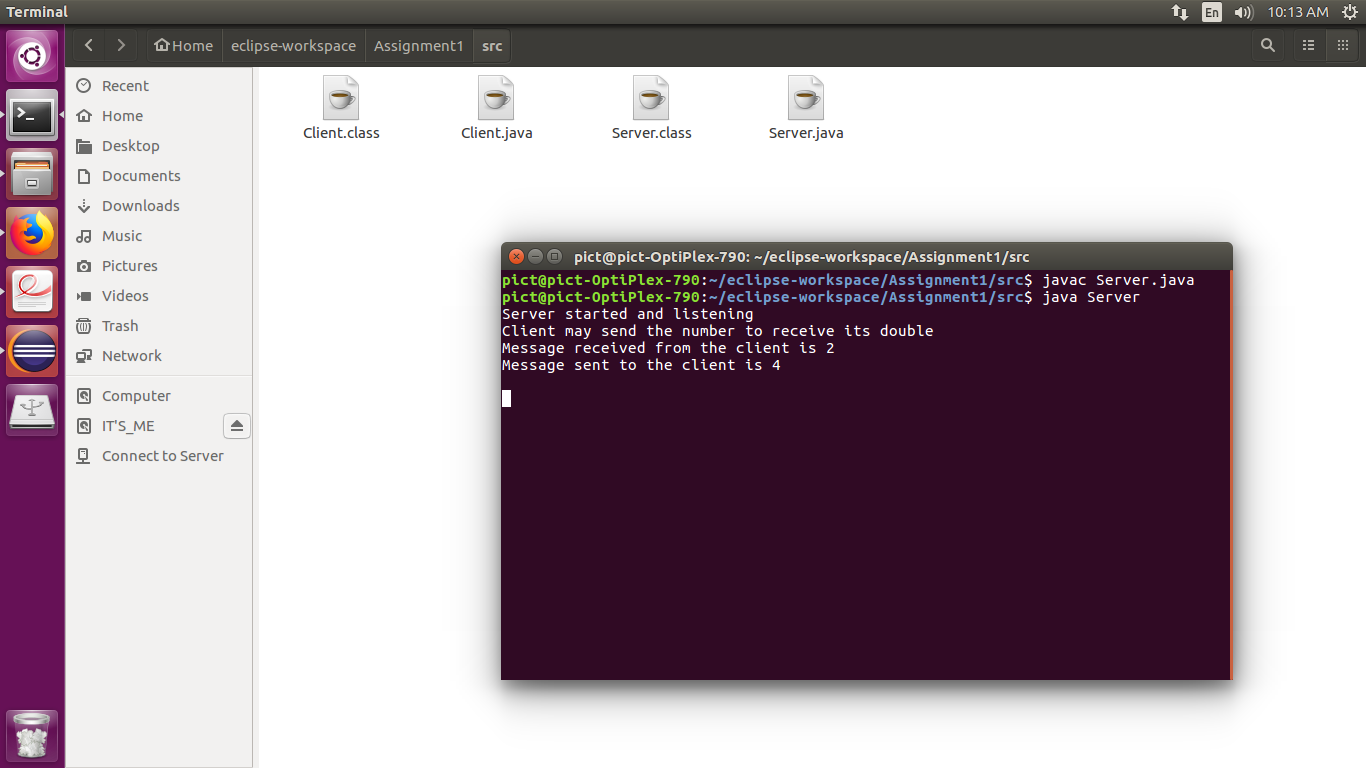 Terminal
En
10:13 AM
Home
eclipse-workspace
Assignment1
src
Recent
Home
Desktop
Documents
Downloads
Music
Pictures
Videos
Trash
Network
Computer
IT'S_ME
Connect to Server
Client.class
Client.java
Server.class
Server.java
pict@pict-OptiPlex-790: ~/eclipse-workspace/Assignment1/src
pict@pict-OptiPlex-790:~/eclipse-workspace/Assignment1/src$ javac Server.java
pict@pict-OptiPlex-790:~/eclipse-workspace/Assignment1/src$ java Server
Server started and listening
Client may send the number to receive its double
Message received from the client is 2
Message sent to the client is 4